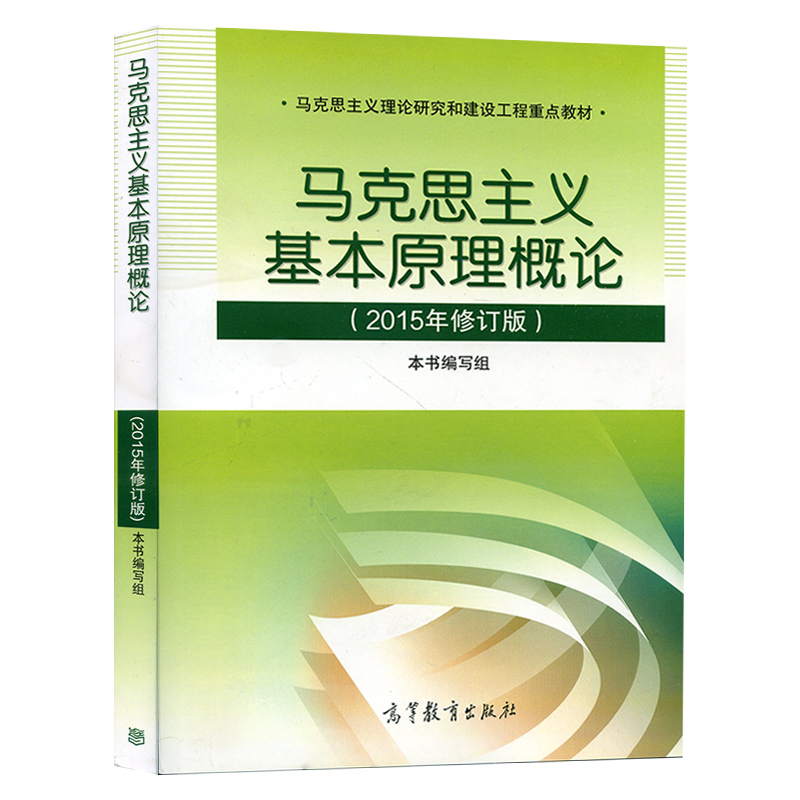 马克思主义基本原理概论
(2015年修订版)
本书编写组
·马克思主义理论研究和建设工程重点教材·
马克思主义
基本原理概论
(2015年修订版)
本书编写组
高等教育出版社